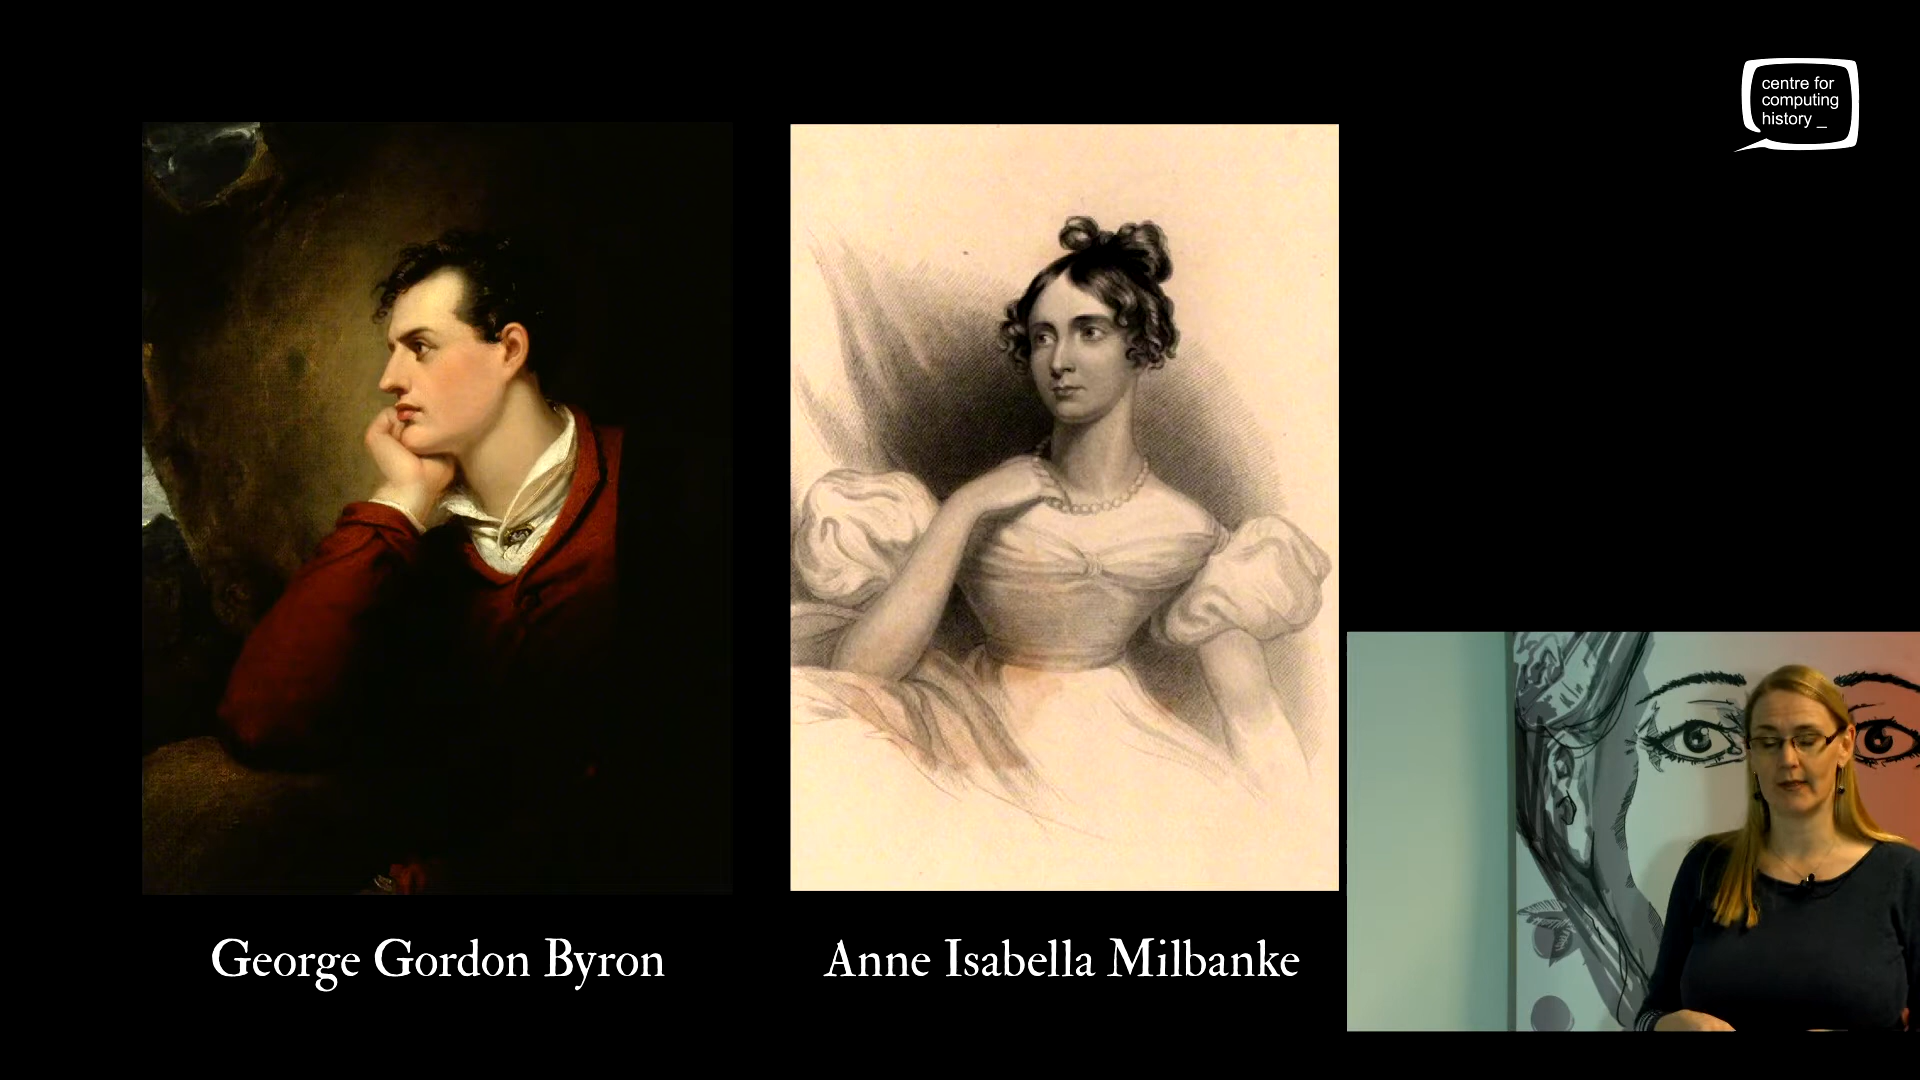 centre for
computing
history _
George Gordon Byron
Anne Isabella Milbanke